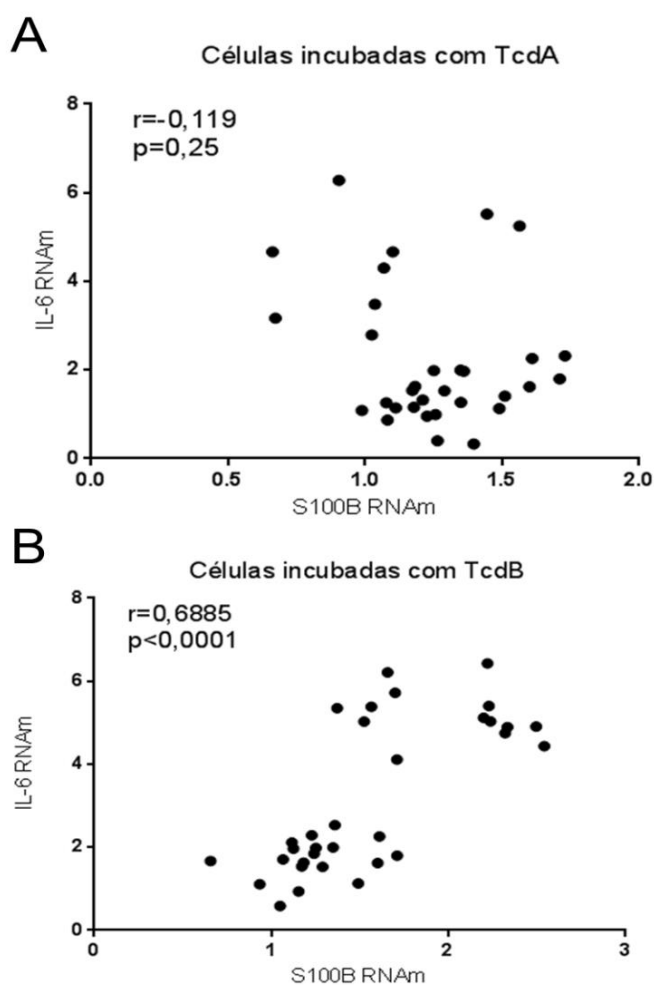 A
Células incubadas com TcdA
r=-0,119
p=0,25
8
6
4
2
0
IL-6 RNAm
0.0 0.5 1.0 1.5 2.0
S100B RNAm
B
Células incubadas com TcdB
r=0,6885
p<0,0001
8
6
4
2
0
IL-6 RNAm
0 1 2 3
S100B RNAm